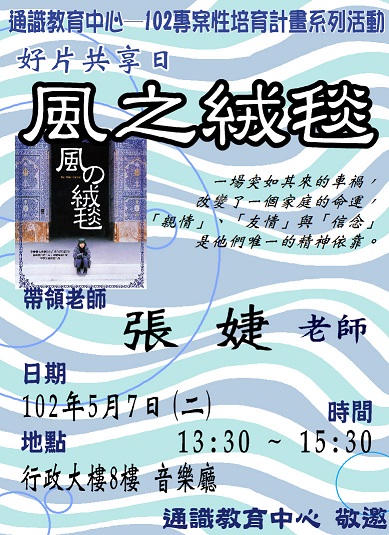 通識教育中心—102專案性培育計畫系列活動
好片共享日
風之絨毯
風の絨毯
一場突如其來的車禍，
改變了一個家庭的命運，
「親情」、「友情」與「信念」
是他們唯一的精神依靠。
帶領老師
張婕 老師
日期
102年5月7日(二)
時間
地點
13:30 ~ 15:30
行政大樓8樓 音樂廳
通識教育中心 敬邀